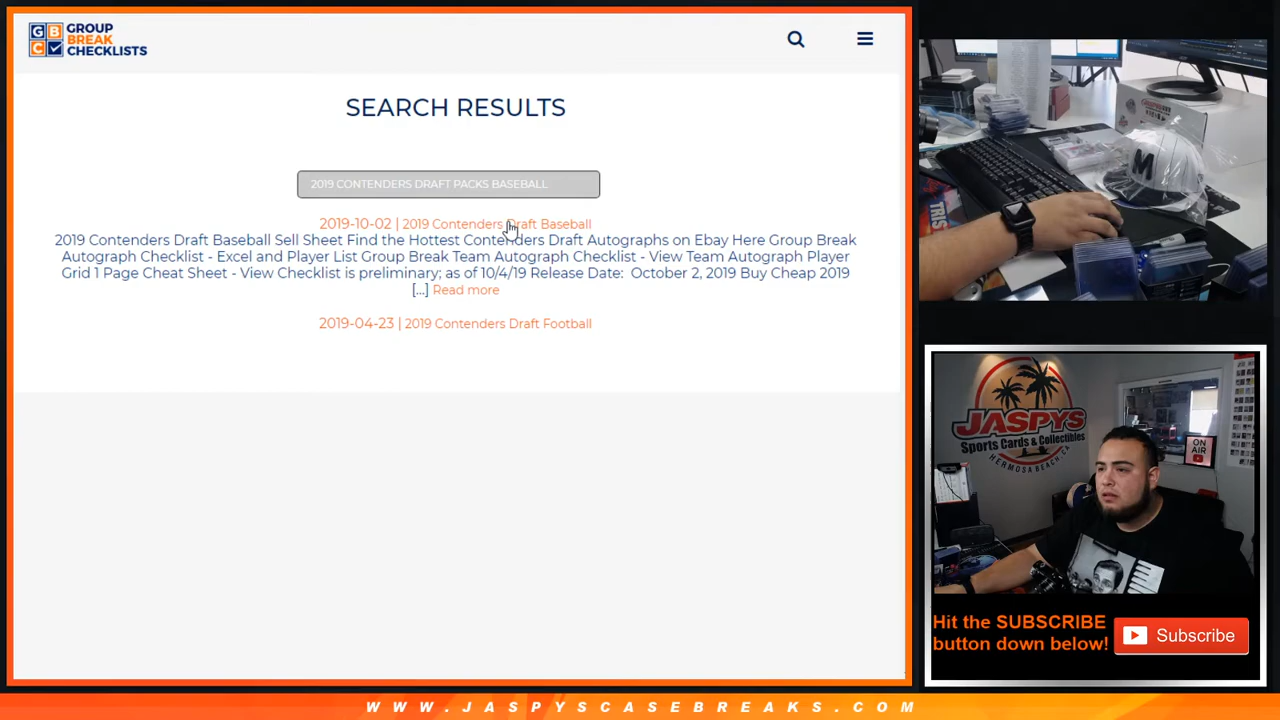 GROUP
BREAK
CHECKLISTS
GBC
SEARCH RESULTS
2019 CONTENDERS DRAFT PACKS BASEBALL
2019-10-02 | 2019 Contenders Draft Baseball
2019 Contenders Draft Baseball Sell Sheet Find the Hottest Contenders Draft Autographs on Ebay Here Group Break
Autograph Checklist - Excel and Player List Group Break Team Autograph Checklist - View Team Autograph Player
Grid 1 Page Cheat Sheet - View Checklist is preliminary; as of 10/4/19 Release Date: October 2, 2019 Buy Cheap 2019
[...] Read more
2019-04-23 | 2019 Contenders Draft Football
M
JASPYS
Sports Cards & Collectibles
HERMOSA BEACH, CA
ON
AIR
Hit the SUBSCRIBE
button down below!
Subscribe
WWW.JASPYSCASEBREAKS.COM